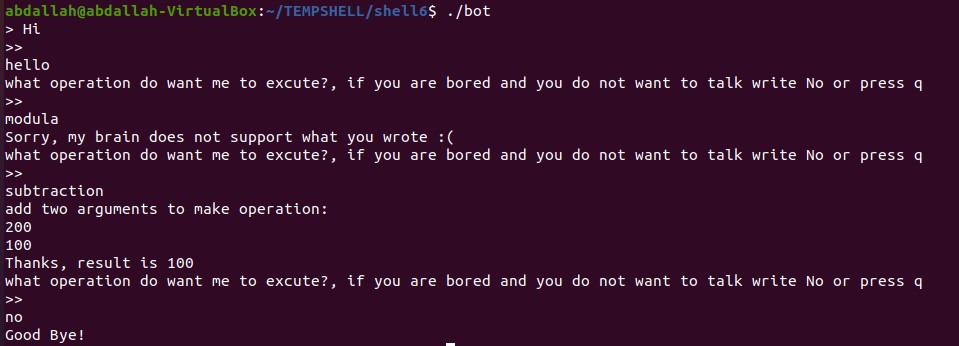 abdallah@abdallah-VirtualBox:~/TEMPSHELL/shell6$ ./bot
> Hi
>>
hello
what operation do want me to excute?, if you are bored and you do not want to talk write No or press q
>>
modula
Sorry, my brain does not support what you wrote :(
what operation do want me to excute?, if you are bored and you do not want to talk write No or press q
>>
subtraction
add two arguments to make operation:
200
100
Thanks, result is 100
what operation do want me to excute?, if you are bored and you do not want to talk write No or press q
>>
no
Good Bye!